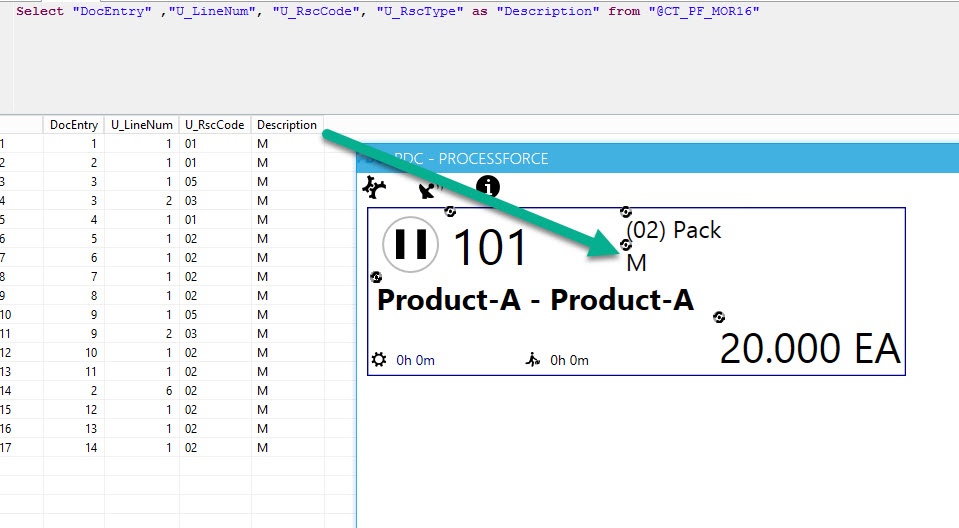 Select "DocEntry" ,"U_LineNum", "U_RscCode", "U_RscType" as "Description" from "@CT_PF_MOR16"
DocEntry U_LineNum U_RscCode Description
1 1 1 01 M
2 2 1 01 M
3 3 1 05 M
4 3 2 03 M
5 4 1 01 M
6 5 1 02 M
7 6 1 02 M
8 7 1 02 M
9 8 1 02 M
10 9 1 05 M
11 9 2 03 M
12 10 1 02 M
13 11 1 02 M
14 2 6 02 M
15 12 1 02 M
16 13 1 02 M
17 14 1 02 M
PDC - PROCESSFORCE
101
(02) Pack
M
Product-A - Product-A
0h 0m
0h 0m
20.000 EA